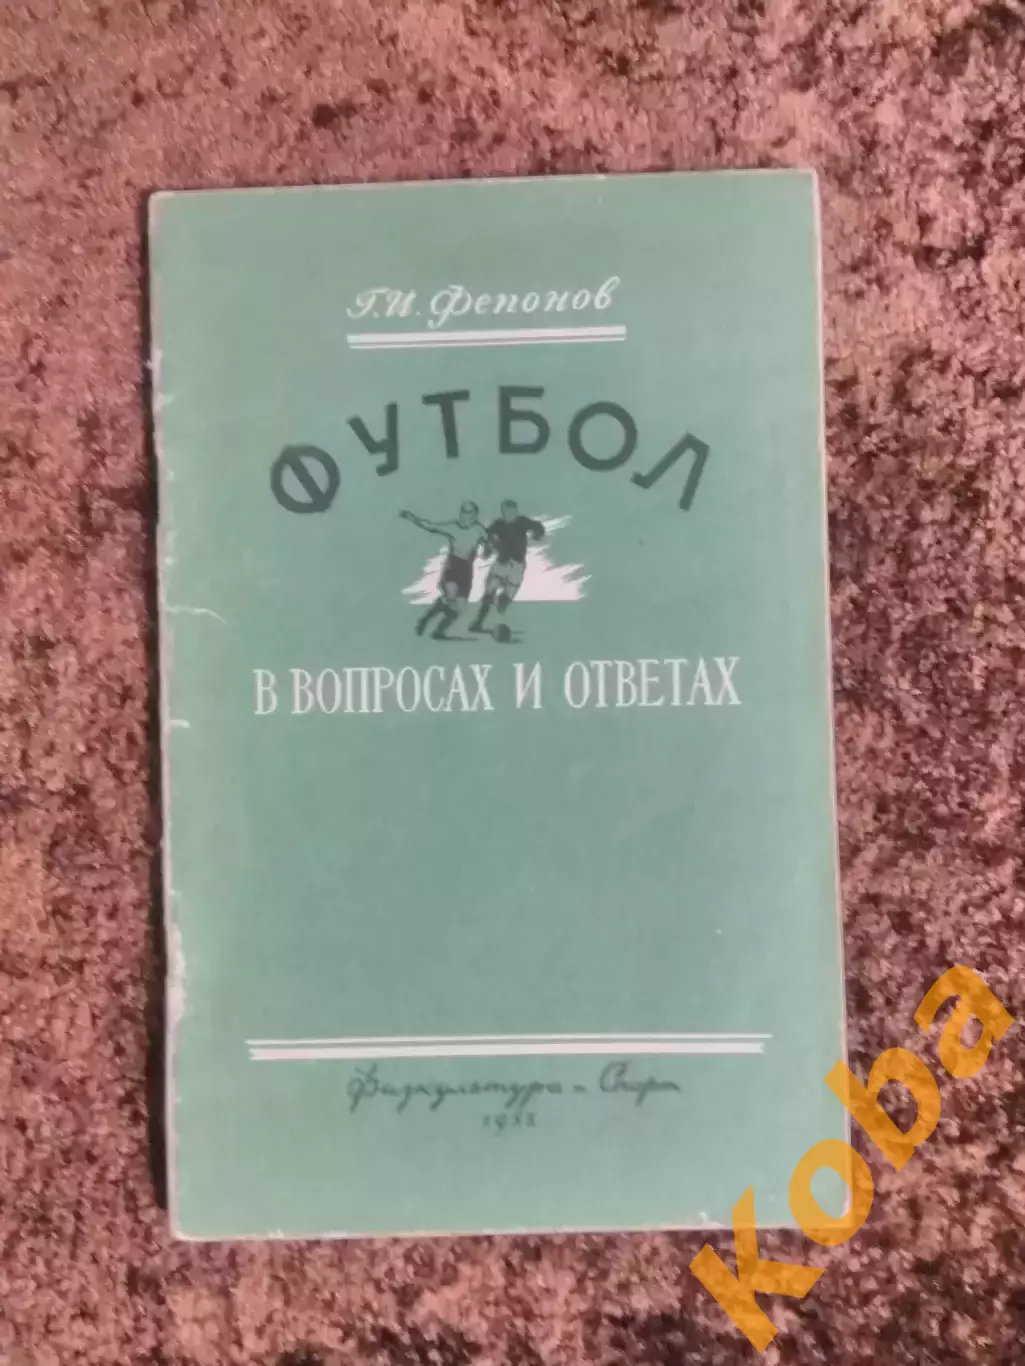 Г.И. Фепонов
ФУТБОЛ
В ВОПРОСАХ И ОТВЕТАХ
Физкультура и Спорт
Коба